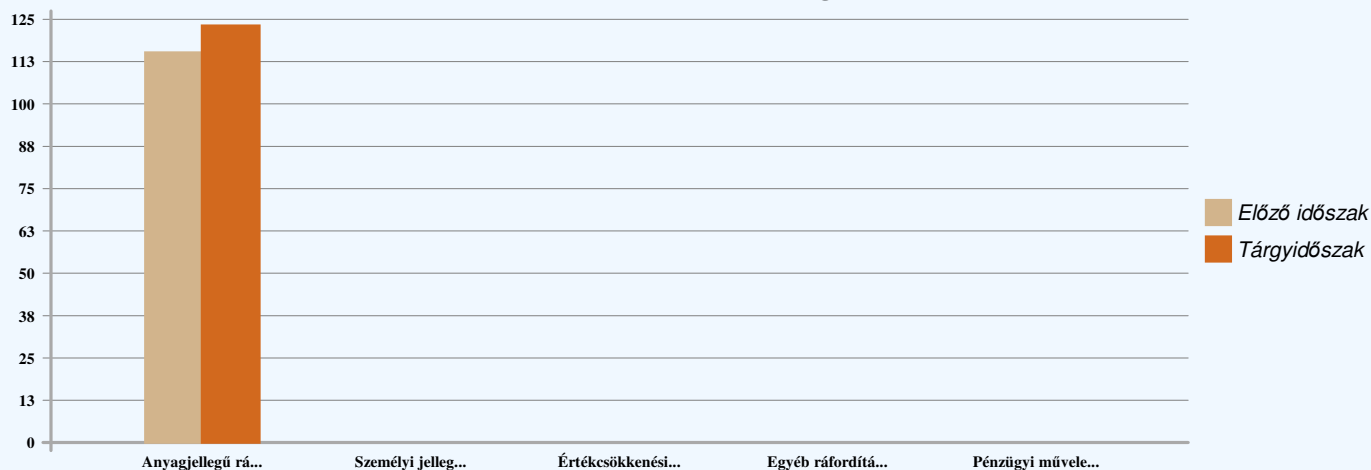 125
113
100
88
75
63
50
38
25
13
0
Anyagjellegű rá...
Személyi jelleg...
Értékcsökkenési...
Egyéb ráfordítá...
Pénzügyi művele...
Előző időszak
Tárgyidőszak